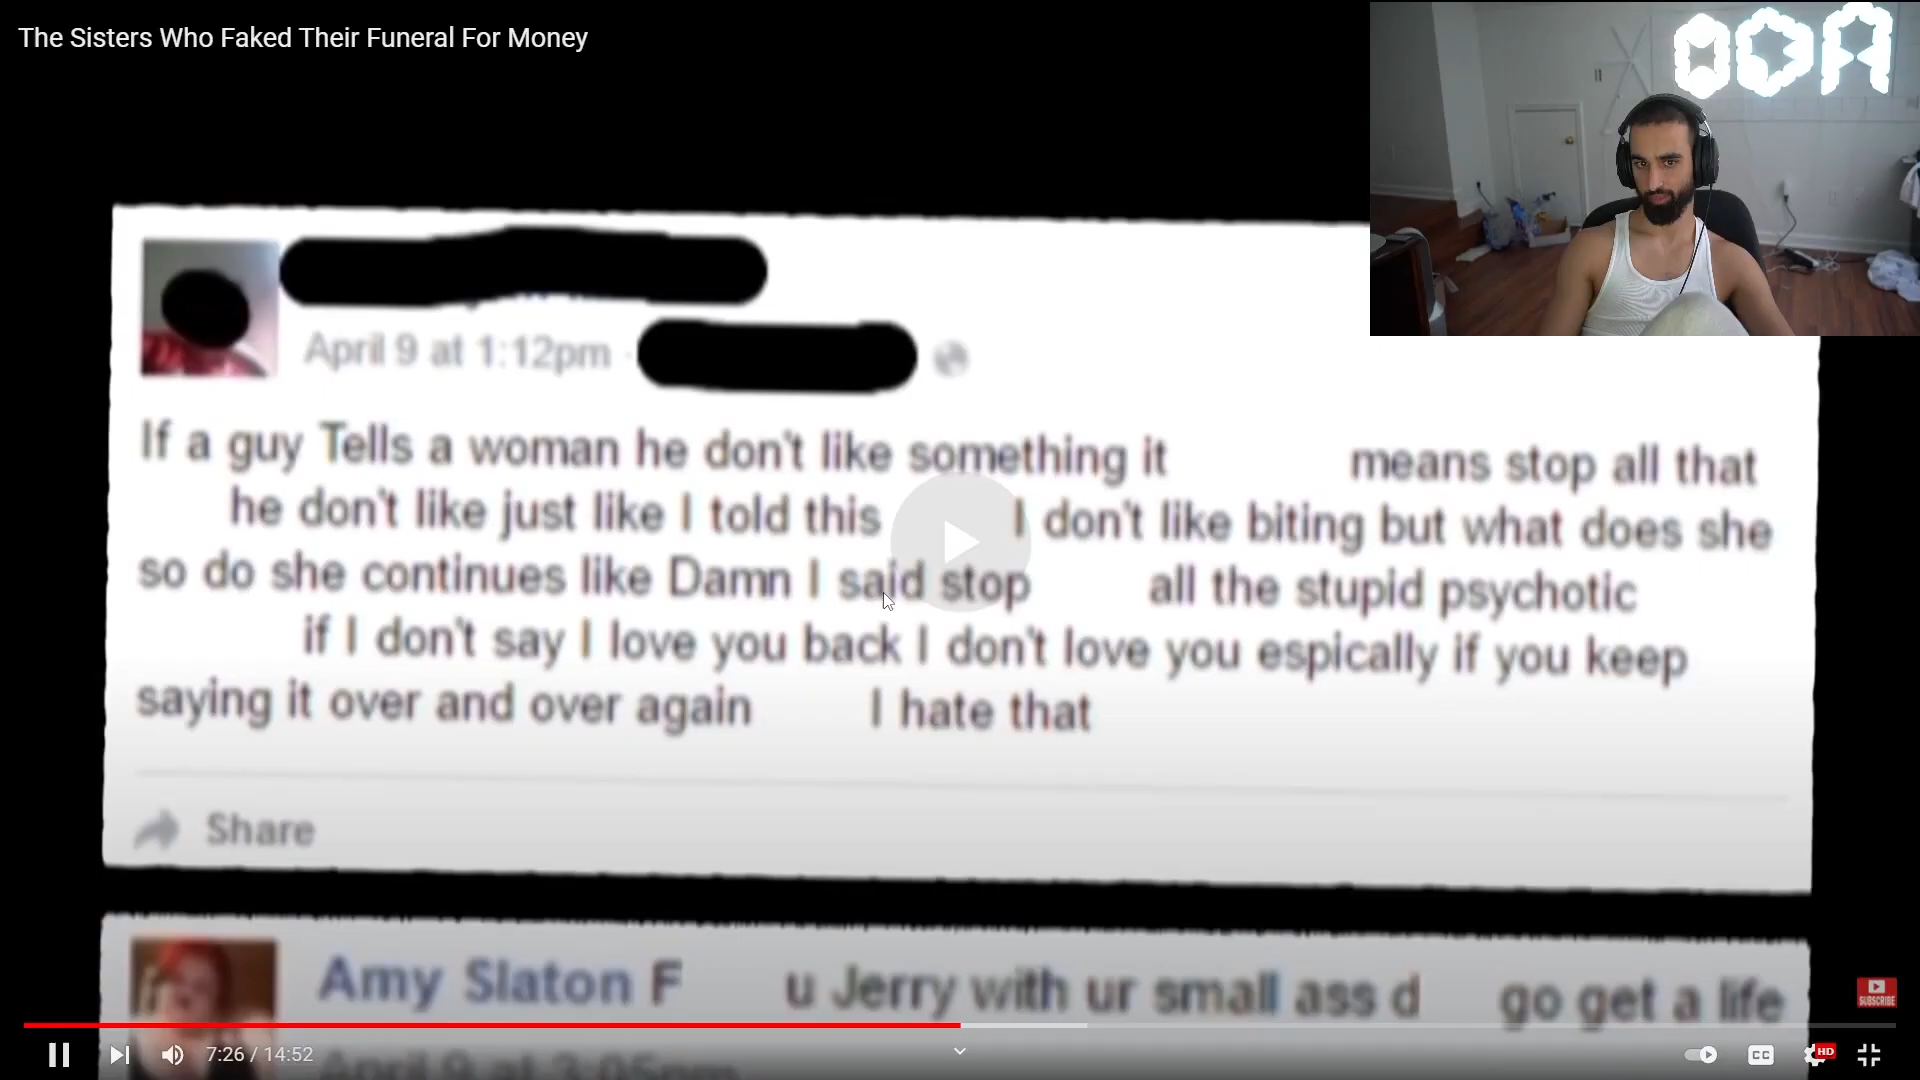 The Sisters Who Faked Their Funeral For Money
April 9 at 1:12pm
If a guy Tells a woman he don't like something it means stop all that
he don't like just like I told this I don't like biting but what does she
so do she continues like Damn I said stop all the stupid psychotic
if I don't say I love you back I don't love you espically if you keep
saying it over and over again I hate that
Share
Amy Slaton F u Jerry with ur small ass d go get a life
April 9 at 3:05pm
SUBSCRIBE
7:26 / 14:52
CC
HD